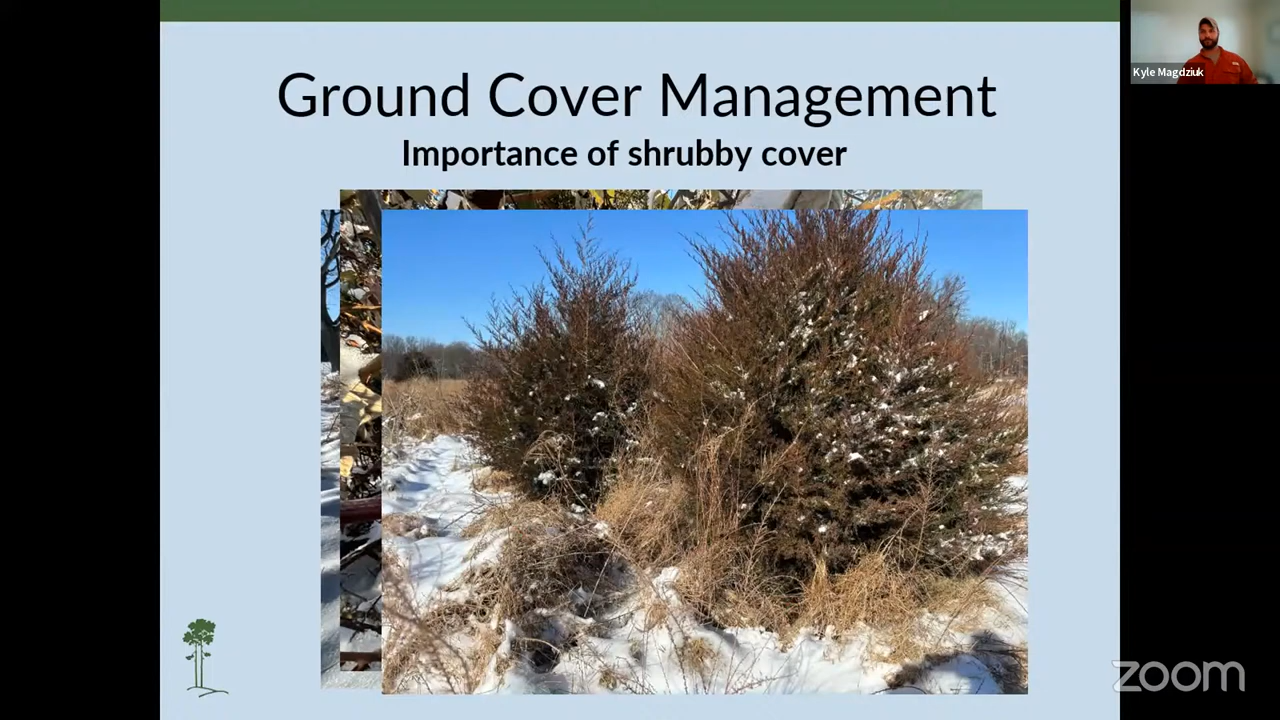 Ground Cover Management
Importance of shrubby cover
Kyle Magdziuk
zoom